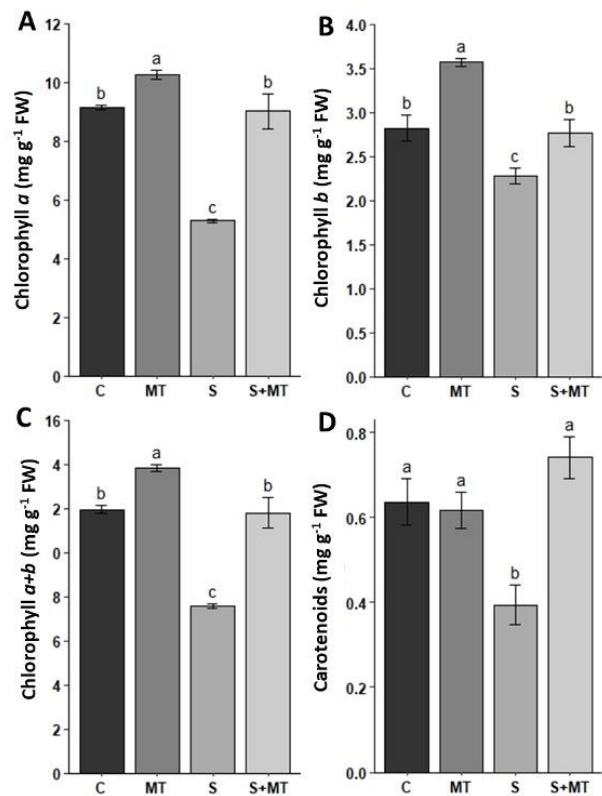 A
Chlorophyll a (mg g-1 FW)
12
10
8
6
4
2
0
b
a
c
b
C MT S S+MT
B
Chlorophyll b (mg g-1 FW)
4.0
3.5
3.0
2.5
2.0
1.5
1.0
0.5
0.0
b
a
c
b
C MT S S+MT
C
Chlorophyll a+b (mg g-1 FW)
16
4
2
0
8
6
4
2
0
b
a
c
b
C MT S S+MT
D
Carotenoids (mg g-1 FW)
0.8
0.6
0.4
0.2
0.0
a
a
b
a
C MT S S+MT